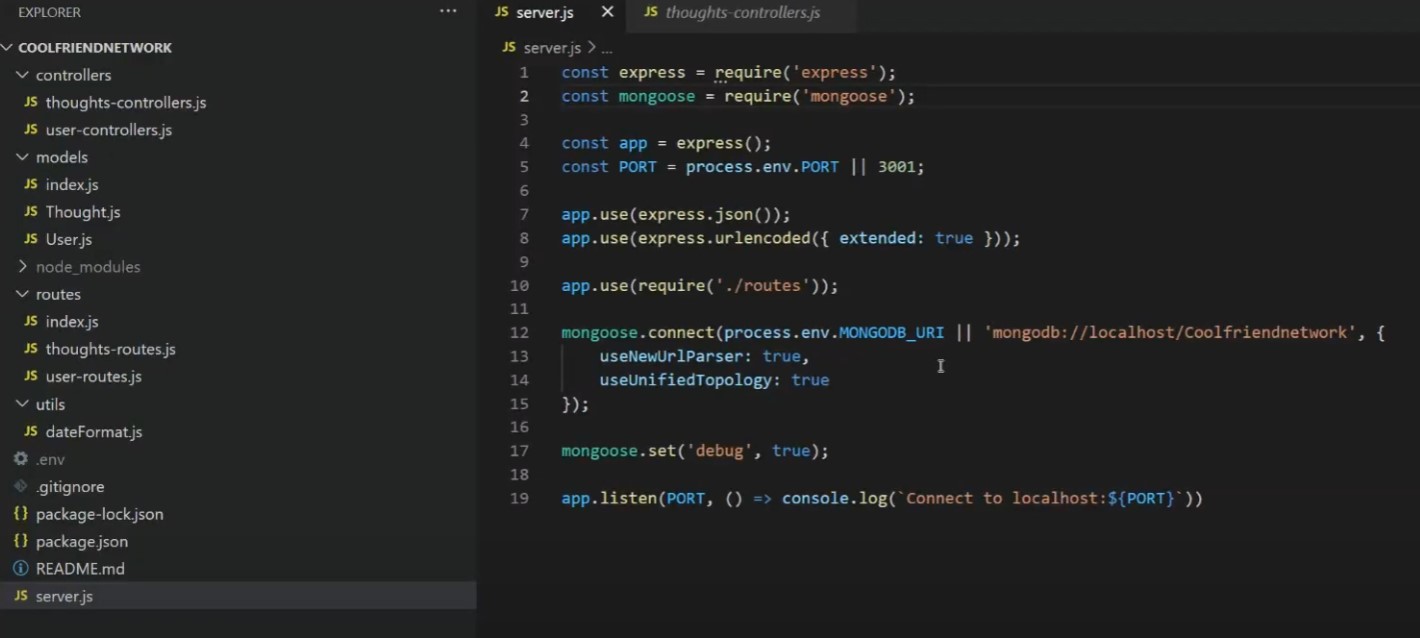 EXPLORER
COOLFRIENDNETWORK
controllers
JS thoughts-controllers.js
JS user-controllers.js
models
JS index.js
JS Thought.js
JS User.js
node_modules
routes
JS index.js
JS thoughts-routes.js
JS user-routes.js
utils
JS dateFormat.js
.env
.gitignore
{} package-lock.json
{} package.json
README.md
JS server.js
JS server.js × JS thoughts-controllers.js
JS server.js > ...
1 const express = require('express');
2 const mongoose = require('mongoose');
3
4 const app = express();
5 const PORT = process.env.PORT || 3001;
6
7 app.use(express.json());
8 app.use(express.urlencoded({ extended: true }));
9
10 app.use(require('./routes'));
11
12 mongoose.connect(process.env.MONGODB_URI || 'mongodb://localhost/Coolfriendnetwork', {
13 useNewUrlParser: true,
14 useUnifiedTopology: true
15 });
16
17 mongoose.set('debug', true);
18
19 app.listen(PORT, () => console.log(`Connect to localhost:${PORT}`))